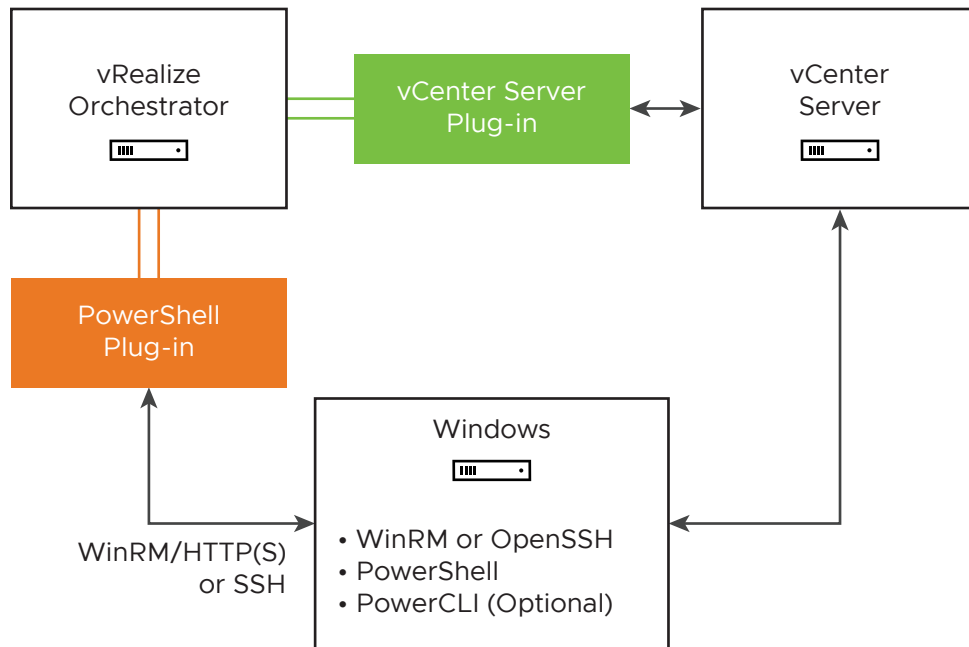 vRealize
Orchestrator
vCenter Server
Plug-in
vCenter
Server
PowerShell
Plug-in
WinRM/HTTP(S)
or SSH
Windows
• WinRM or OpenSSH
• PowerShell
• PowerCLI (Optional)